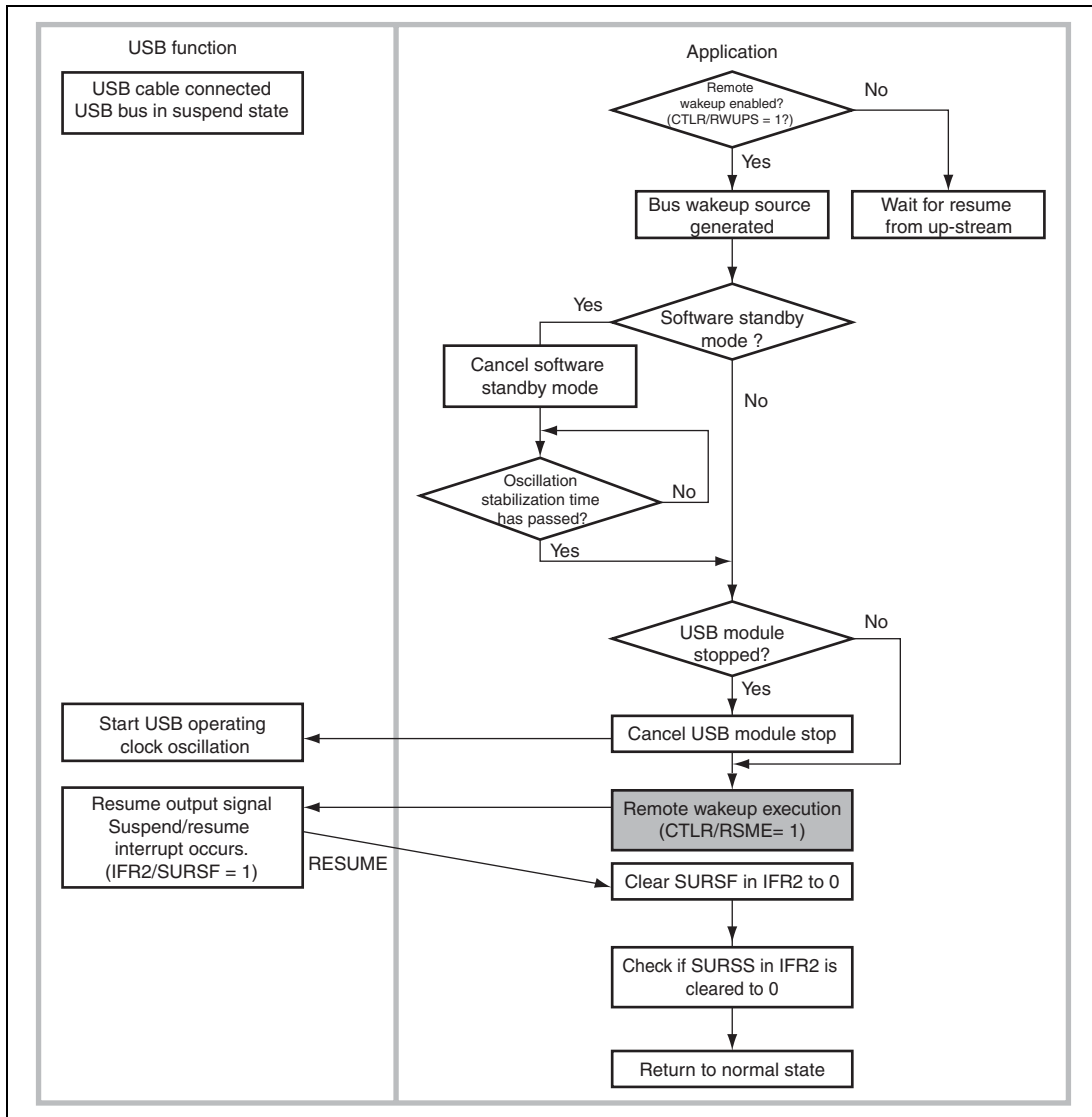 USB function
USB cable connected
USB bus in suspend state
Application
Remote
wakeup enabled?
(CTLR/RWUPS = 1?)
No
Yes
Bus wakeup source
generated
Wait for resume
from up-stream
Yes
Software standby
mode ?
Cancel software
standby mode
No
Oscillation
stabilization time
has passed?
No
Yes
USB module
stopped?
No
Yes
Start USB operating
clock oscillation
Cancel USB module stop
Resume output signal
Suspend/resume
interrupt occurs.
(IFR2/SURSF = 1)
Remote wakeup execution
(CTLR/RSME= 1)
RESUME
Clear SURSF in IFR2 to 0
Check if SURSS in IFR2 is
cleared to 0
Return to normal state